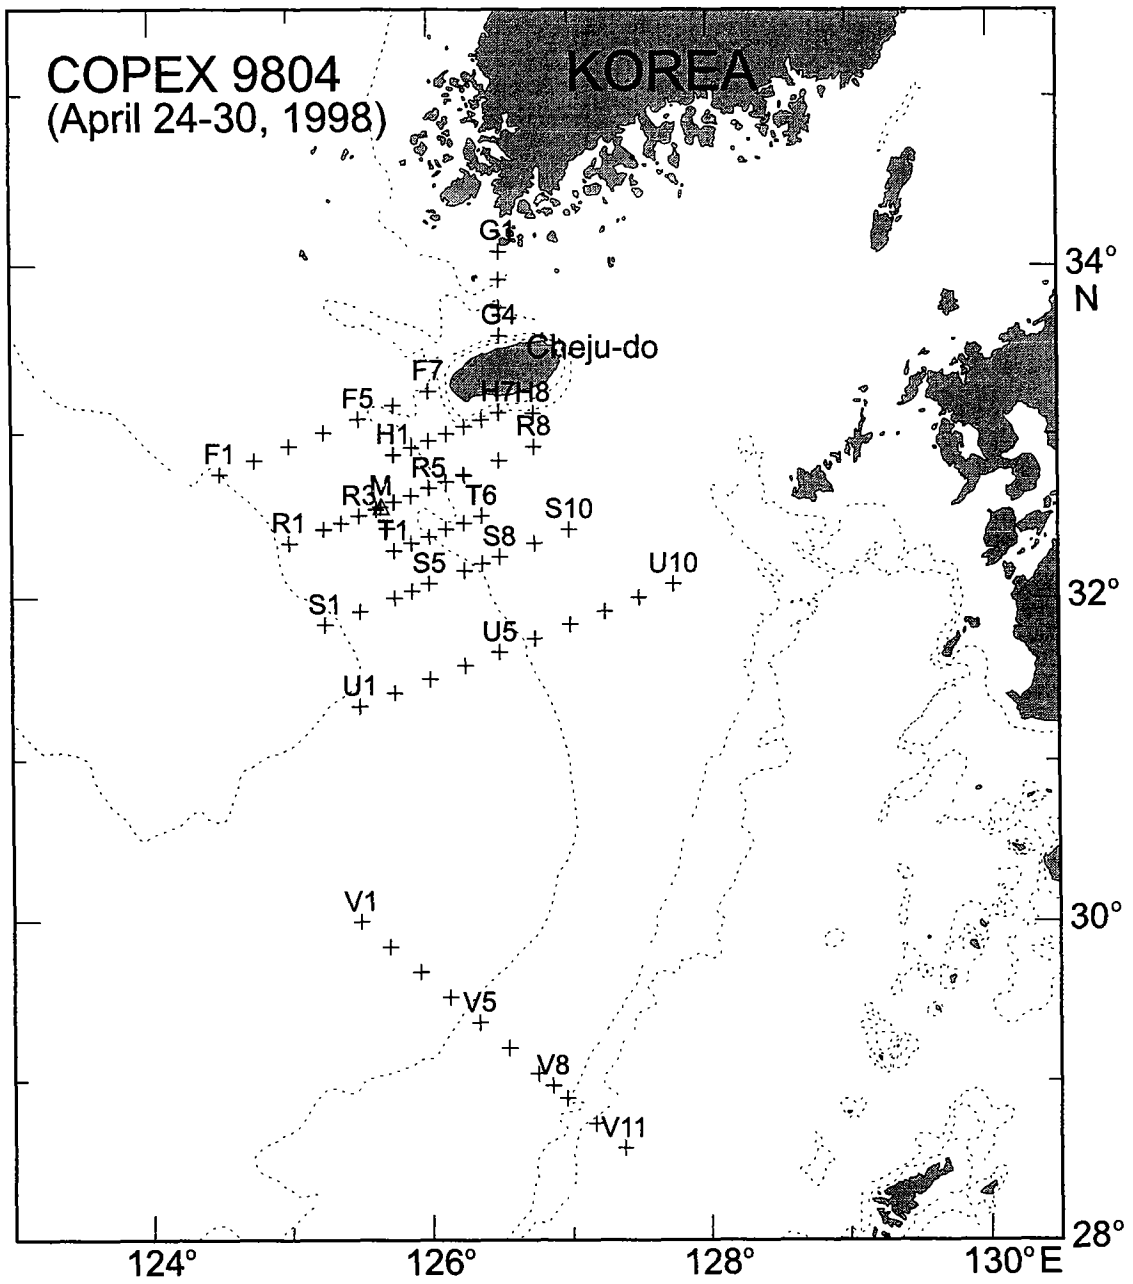 KOREA
COPEX 9804
(April 24-30, 1998)
G1
34°
N
G4
Cheju-do
F7
F5
H7
H8
H1
R8
F1
R5
M
R3
T6
R1
T1
S10
S8
S5
U10
S1
32°
U5
U1
V1
30°
V5
V8
V11
28°
124°
126°
128°
130°E